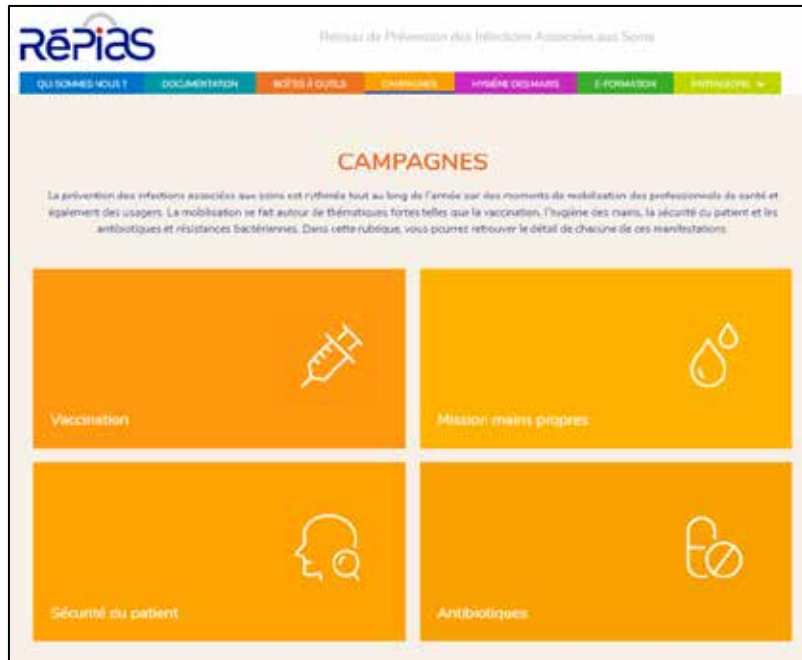 RéPIAS
Réseau de Prévention des Infections Associées aux Soins
QUI SOMMES NOUS ?
DOCUMENTATION
BOÎTES À OUTILS
CAMPAGNES
HYGIÈNE DES MAINS
E-FORMATION
PARTAGEONS
CAMPAGNES
La prévention des infections associées aux soins est rythmée tout au long de l'année par des moments de mobilisation des professionnels de santé et
également des usagers. La mobilisation se fait autour de thématiques fortes telles que la vaccination, l'hygiène des mains, la sécurité du patient et les
antibiotiques et résistances bactériennes. Dans cette rubrique, vous pourrez retrouver le détail de chacune de ces manifestations.
Vaccination
Mission mains propres
Sécurité du patient
Antibiotiques